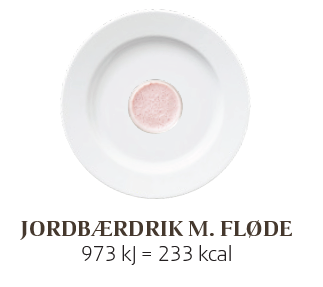 JORDBÆRDRIK M. FLØDE
973 kJ = 233 kcal